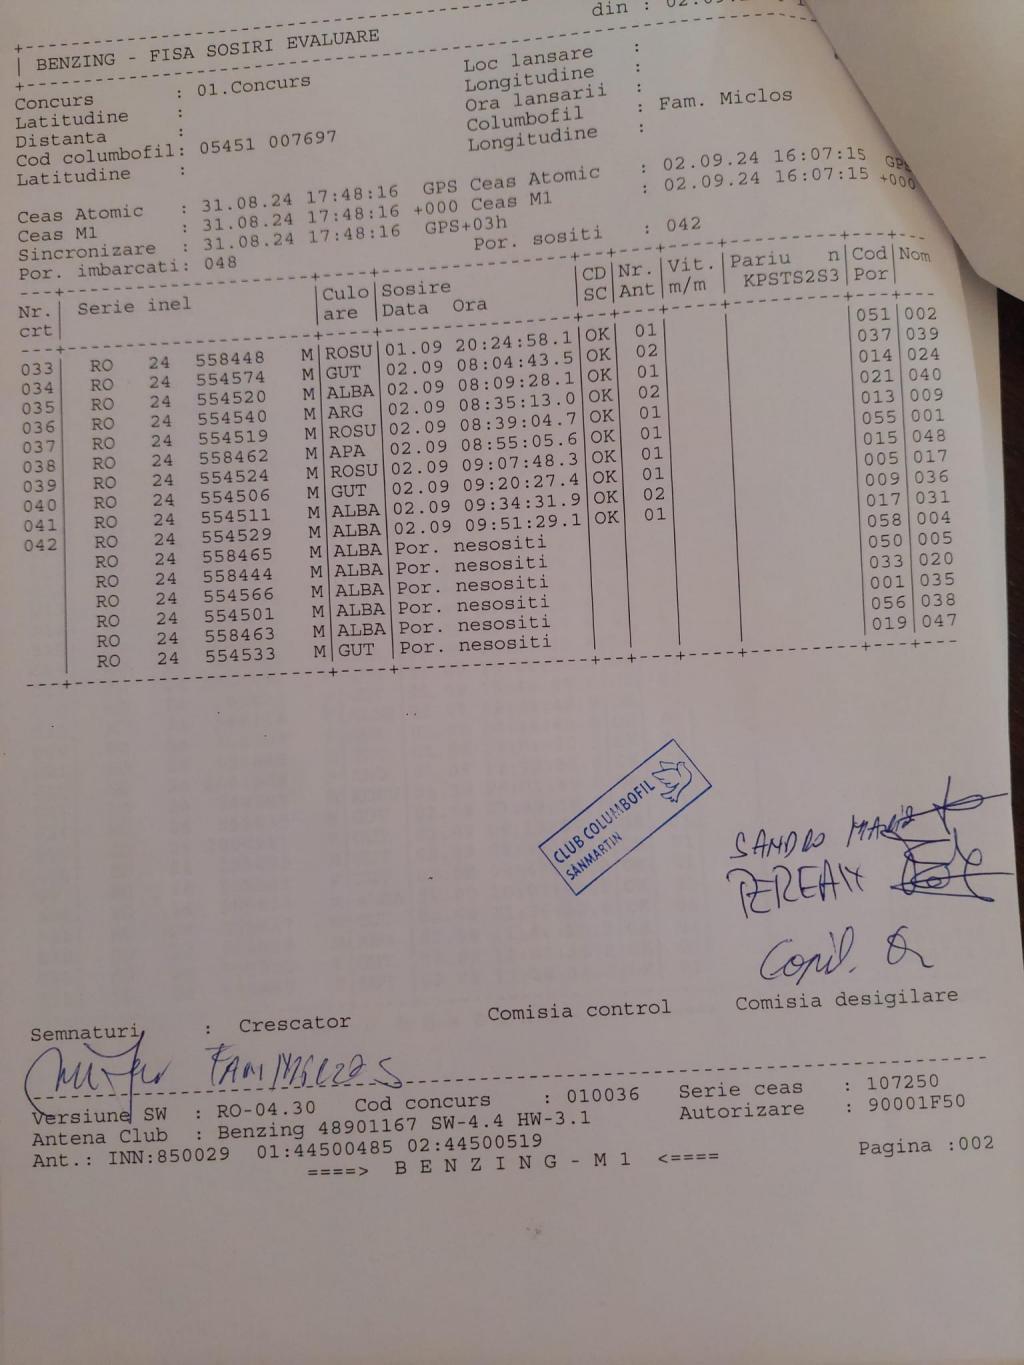 din : 02.09.2
BENZING - FISA SOSIRI EVALUARE
Concurs : 01.Concurs Loc lansare :
Latitudine : Longitudine :
Distanta : Ora lansarii :
Cod columbofil: 05451 007697 Columbofil : Fam. Miclos
Latitudine : Longitudine :
Ceas Atomic : 31.08.24 17:48:16 GPS Ceas Atomic : 02.09.24 16:07:15 GPS
Ceas M1 : 31.08.24 17:48:16 +000 Ceas M1 : 02.09.24 16:07:15 +000
Sincronizare : 31.08.24 17:48:16 GPS+03h
Por. imbarcati: 048 Por. sositi : 042
Nr. Serie inel Culo Sosire CD Nr. Vit. Pariu n Cod Nom
crt are Data Ora SC Ant m/m KPSTS2S3 Por
033 RO 24 558448 M ROSU 01.09 20:24:58.1 OK 01 051 002
034 RO 24 554574 M GUT 02.09 08:04:43.5 OK 02 037 039
035 RO 24 554520 M ALBA 02.09 08:09:28.1 OK 01 014 024
036 RO 24 554540 M ARG 02.09 08:35:13.0 OK 02 021 040
037 RO 24 554519 M ROSU 02.09 08:39:04.7 OK 01 013 009
038 RO 24 558462 M APA 02.09 08:55:05.6 OK 01 055 001
039 RO 24 554524 M ROSU 02.09 09:07:48.3 OK 01 015 048
040 RO 24 554506 M GUT 02.09 09:20:27.4 OK 01 005 017
041 RO 24 554511 M ALBA 02.09 09:34:31.9 OK 02 009 036
042 RO 24 554529 M ALBA 02.09 09:51:29.1 OK 01 017 031
RO 24 558465 M ALBA Por. nesositi 058 004
RO 24 558444 M ALBA Por. nesositi 050 005
RO 24 554566 M ALBA Por. nesositi 033 020
RO 24 554501 M ALBA Por. nesositi 001 035
RO 24 558463 M ALBA Por. nesositi 056 038
RO 24 554533 M GUT Por. nesositi 019 047
CLUB COLUMBOFIL
SÂNMARTIN
SANDRO
Copil.
Semnaturi : Crescator Comisia control Comisia desigilare
Versiune SW : RO-04.30 Cod concurs : 010036 Serie ceas : 107250
Antena Club : Benzing 48901167 SW-4.4 HW-3.1 Autorizare : 90001F50
Ant.: INN:850029 01:44500485 02:44500519
====> B E N Z I N G - M 1 <==== Pagina :002